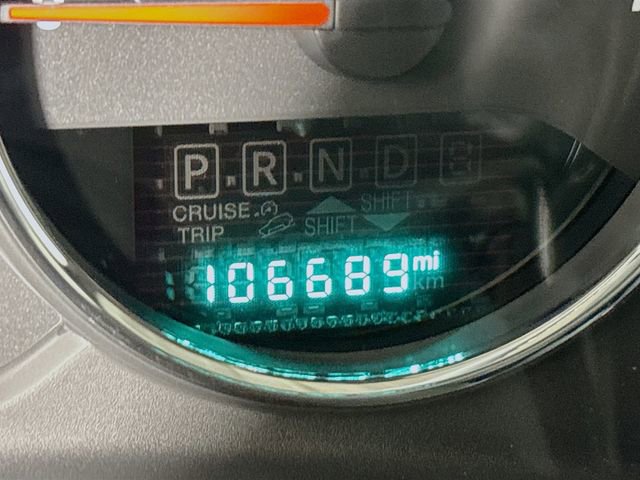 P R N D
CRUISE SHIFT
TRIP SHIFT
106689 mi
km